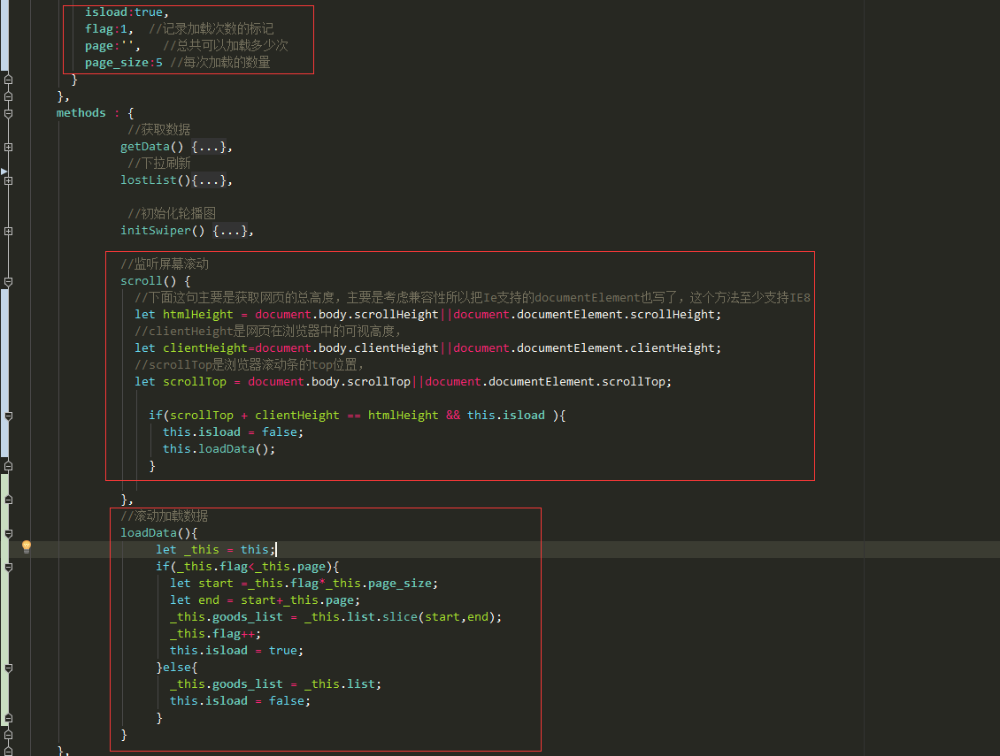 isload:true,
flag:1,  //记录加载次数的标记
page:'',   //总共可以加载多少次
page_size:5 //每次加载的数量
}
},
methods : {
//获取数据
getData() {...},
//下拉刷新
lostList(){...},
//初始化轮播图
initSwiper() {...},
//监听屏幕滚动
scroll() {
//下面这句主要是获取网页的总高度，主要是考虑兼容性所以把Ie支持的documentElement也写了，这个方法至少支持IE8
let htmlHeight = document.body.scrollHeight||document.documentElement.scrollHeight;
//clientHeight是网页在浏览器中的可视高度，
let clientHeight=document.body.clientHeight||document.documentElement.clientHeight;
//scrollTop是浏览器滚动条的top位置，
let scrollTop = document.body.scrollTop||document.documentElement.scrollTop;
if(scrollTop + clientHeight == htmlHeight && this.isload ){
this.isload = false;
this.loadData();
}
},
//滚动加载数据
loadData(){
let _this = this;
if(_this.flag<_this.page){
let start =_this.flag*_this.page_size;
let end = start+_this.page;
_this.goods_list = _this.list.slice(start,end);
_this.flag++;
this.isload = true;
}else{
_this.goods_list = _this.list;
this.isload = false;
}
}
},